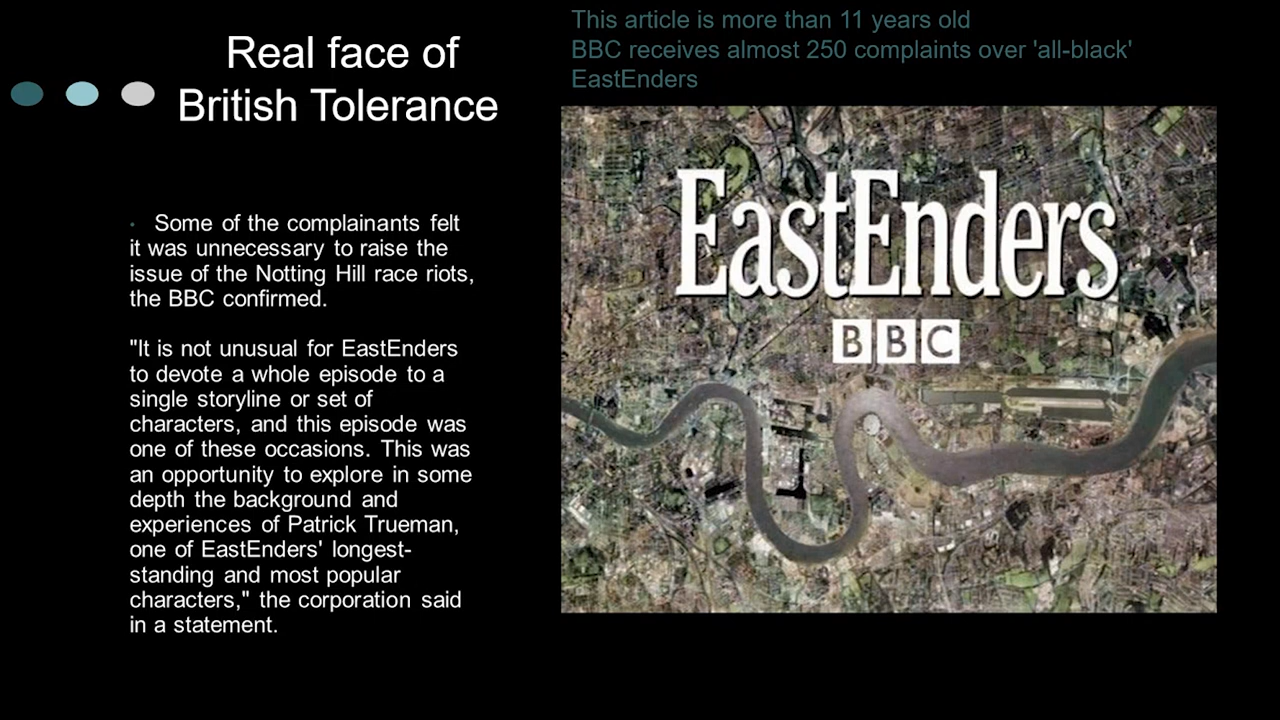 Real face of
British Tolerance
This article is more than 11 years old
BBC receives almost 250 complaints over 'all-black'
EastEnders
EastEnders
BBC
Some of the complainants felt
it was unnecessary to raise the
issue of the Notting Hill race riots,
the BBC confirmed.
"It is not unusual for EastEnders
to devote a whole episode to a
single storyline or set of
characters, and this episode was
one of these occasions. This was
an opportunity to explore in some
depth the background and
experiences of Patrick Trueman,
one of EastEnders' longest-
standing and most popular
characters," the corporation said
in a statement.